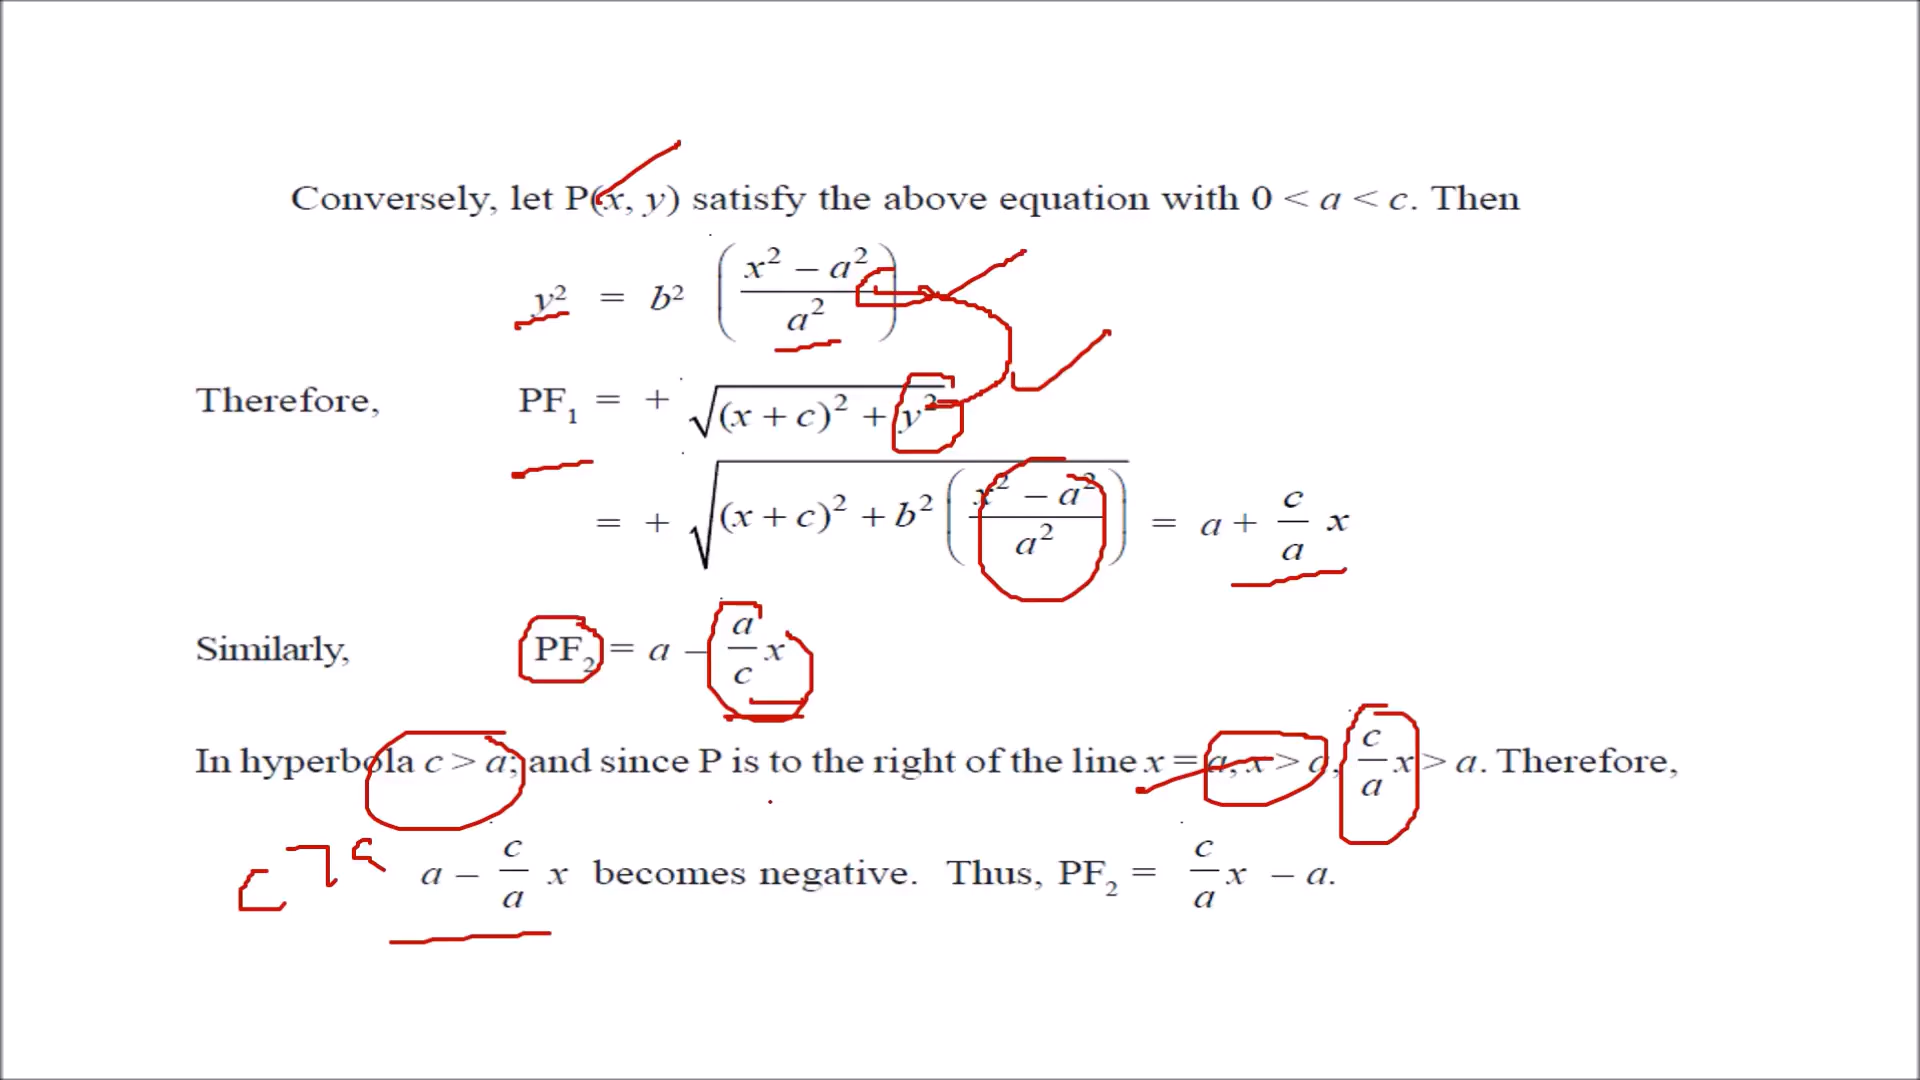 Conversely, let P(x, y) satisfy the above equation with 0 < a < c. Then
y² = b² ( (x² − a²) / a² )
Therefore, PF₁ = + √((x + c)² + y²)
= + √((x + c)² + b² ( (x² − a²) / a² )) = a + (c/a) x
Similarly, PF₂ = a − (a/c) x
In hyperbola c > a; and since P is to the right of the line x = a, x > a, (c/a) x > a. Therefore,
a − (c/a) x becomes negative. Thus, PF₂ = (c/a) x − a.